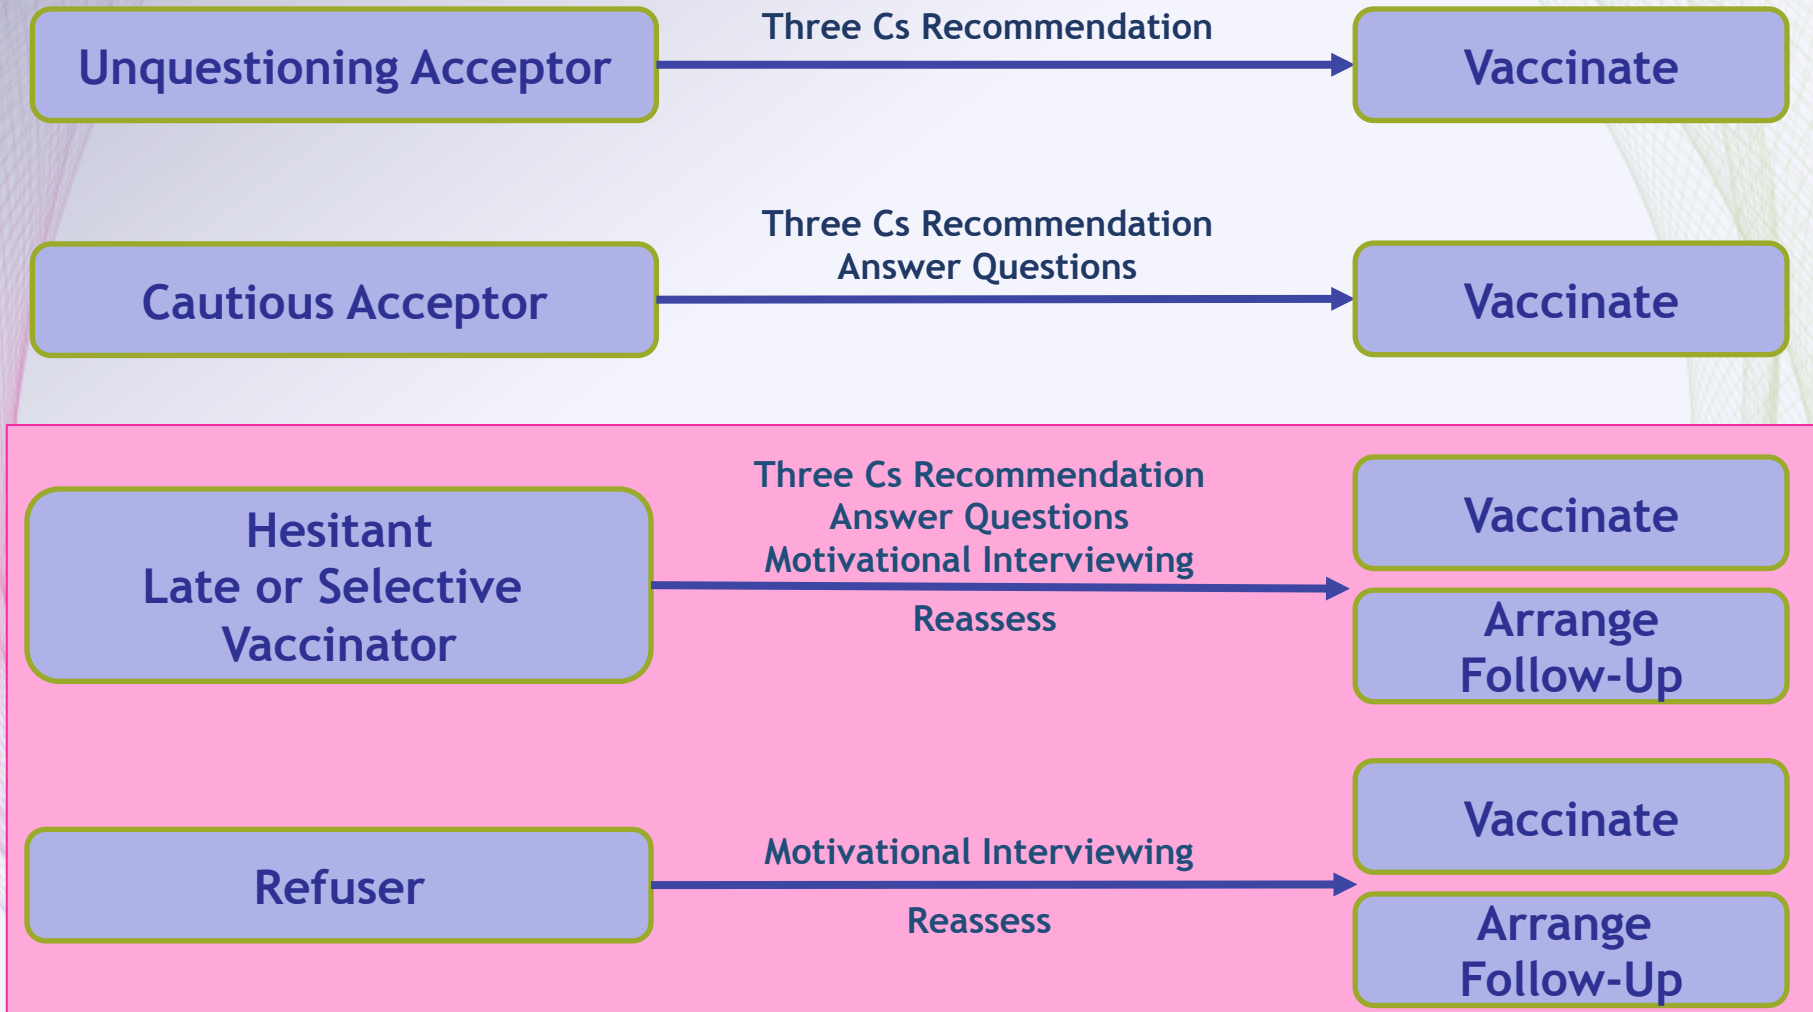 Unquestioning Acceptor
Three Cs Recommendation
Vaccinate
Cautious Acceptor
Three Cs Recommendation
Answer Questions
Vaccinate
Hesitant
Late or Selective
Vaccinator
Three Cs Recommendation
Answer Questions
Motivational Interviewing
Reassess
Vaccinate
Arrange
Follow-Up
Refuser
Motivational Interviewing
Reassess
Vaccinate
Arrange
Follow-Up